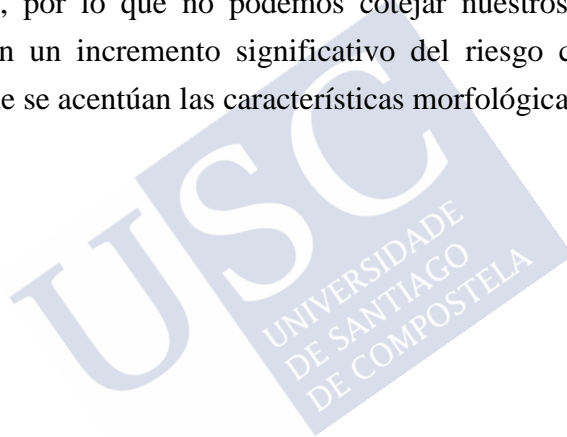 , por lo que no podemos cotejar nuestros
n un incremento significativo del riesgo
e se acentúan las características morfológica
USC
UNIVERSIDADE
DE SANTIAGO
DE COMPOSTELA